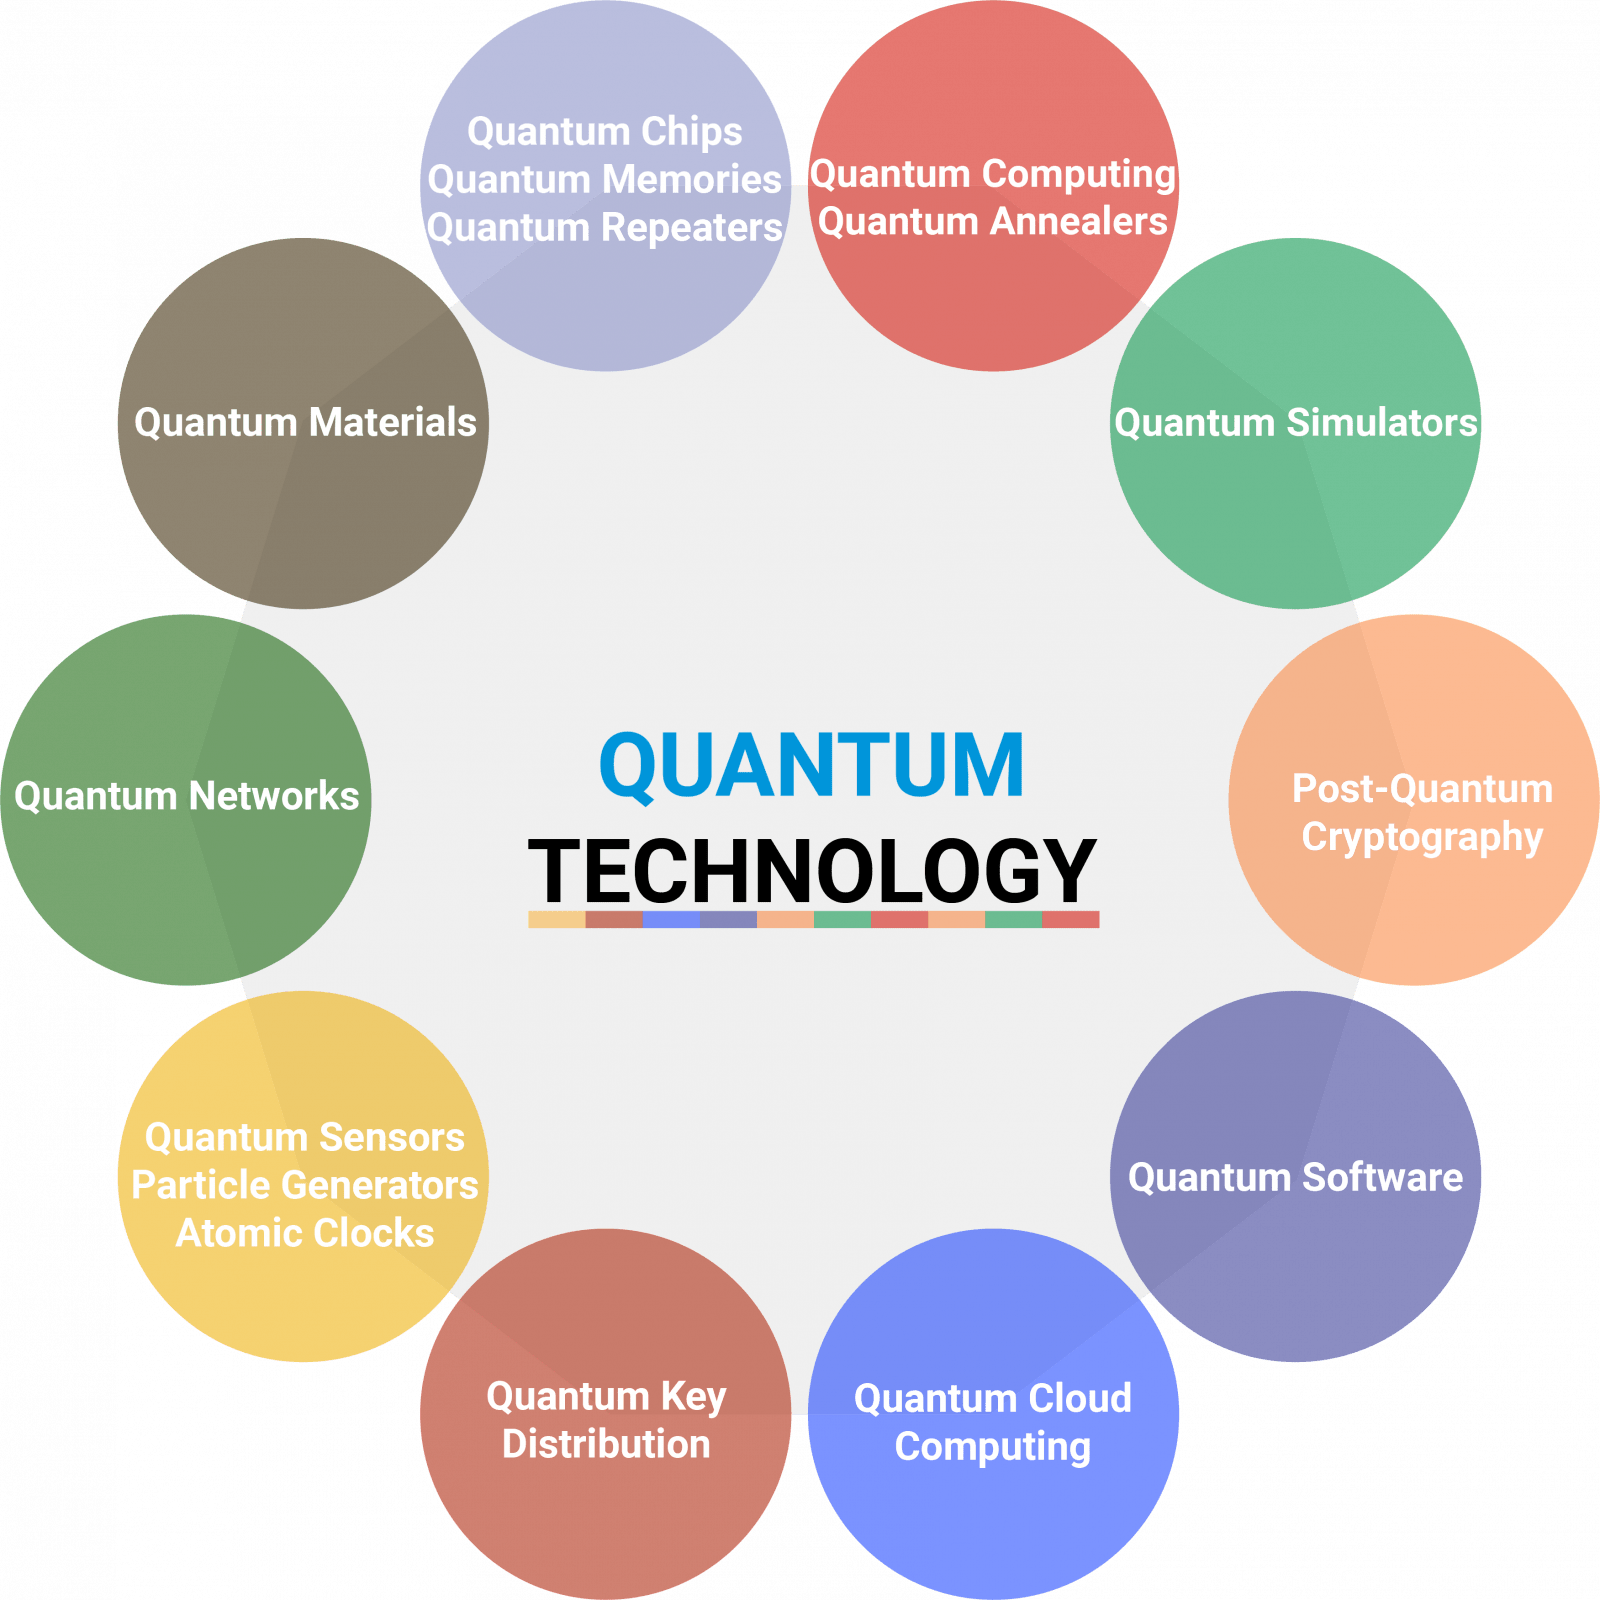 Quantum Chips
Quantum Memories
Quantum Repeaters
Quantum Computing
Quantum Annealers
Quantum Materials
Quantum Simulators
Quantum Networks
QUANTUM
TECHNOLOGY
Post-Quantum
Cryptography
Quantum Sensors
Particle Generators
Atomic Clocks
Quantum Software
Quantum Key
Distribution
Quantum Cloud
Computing